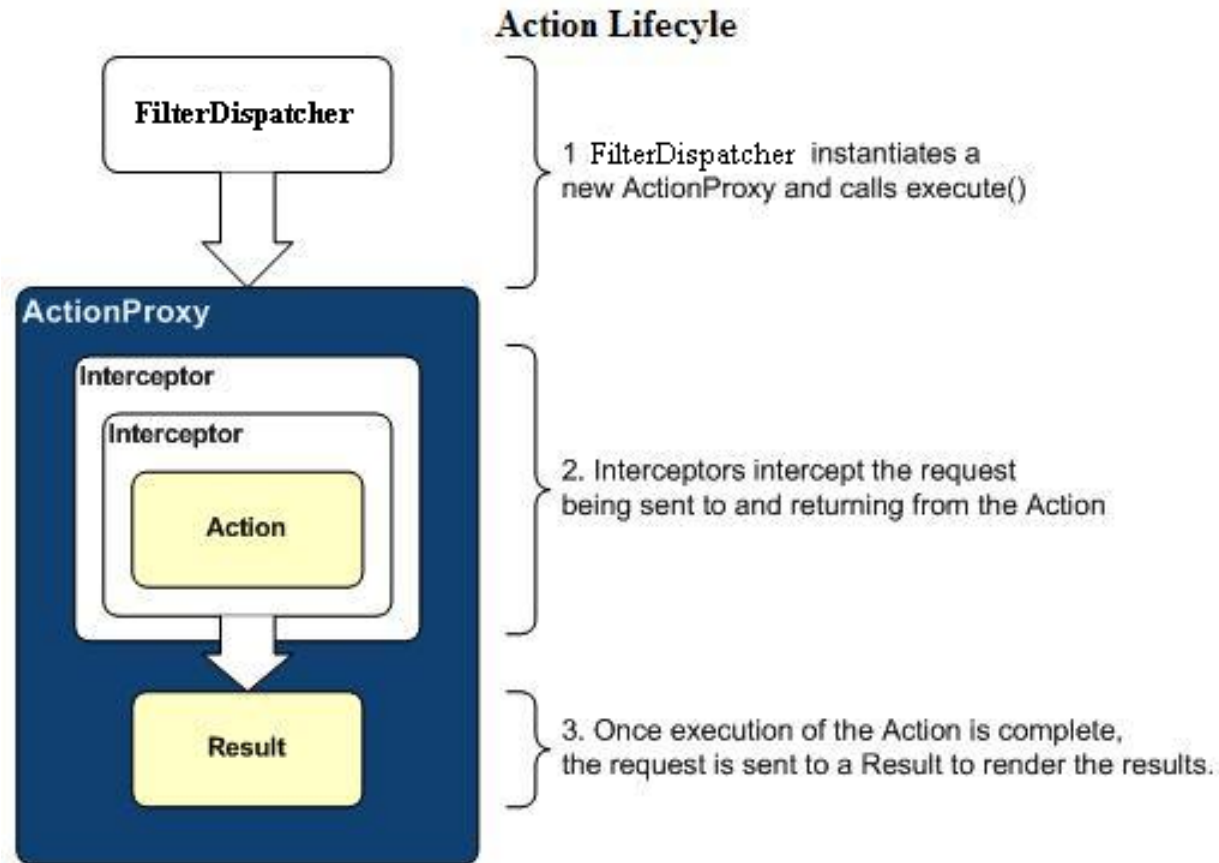 Action Lifecyle
FilterDispatcher
1 FilterDispatcher instantiates a
new ActionProxy and calls execute()
ActionProxy
Interceptor
Interceptor
Action
2. Interceptors intercept the request
being sent to and returning from the Action
Result
3. Once execution of the Action is complete,
the request is sent to a Result to render the results.